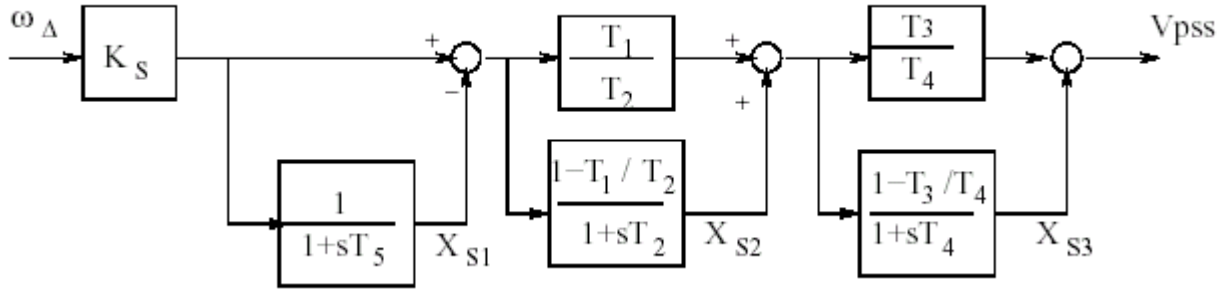 ω Δ
K S
+
−
T1
T2
+
+
T3
T4
Vpss
1
1+sT5
X S1
1−T1 / T2
1+sT2
X S2
1−T3 /T4
1+sT4
X S3